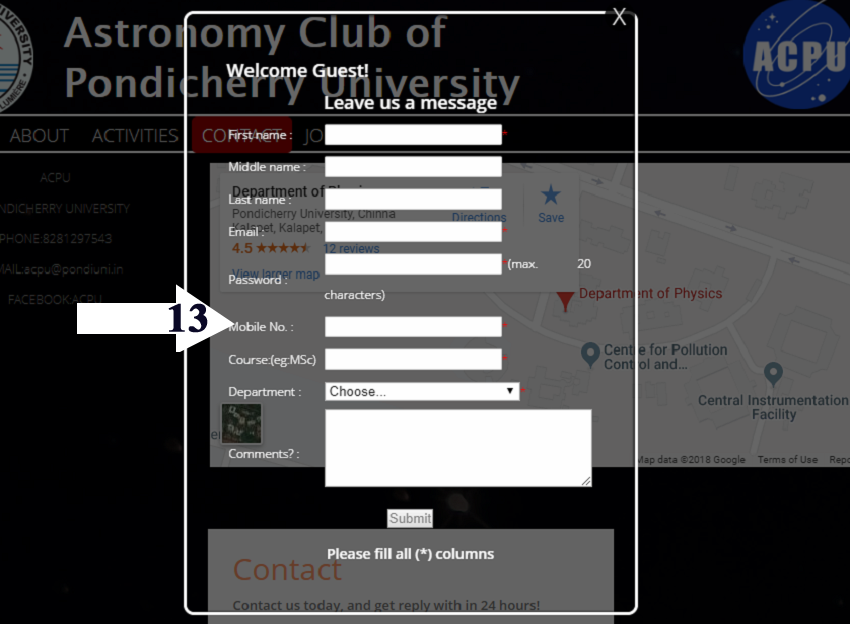 UNIVERSITY
LUMIERE
Astronomy Club of
Pondicherry University
ACPU
X
Welcome Guest!
Leave us a message
ABOUT ACTIVITIES CONTACT JO
First name : *
Middle name :
Last name :
Email : *
Password : * (max. 20
characters)
Mobile No. : *
Course:(eg:MSc) *
Department : Choose... *
Comments? :
Submit
Please fill all (*) columns
13
ACPU
NDICHERRY UNIVERSITY
PHONE:8281297543
MAIL:acpu@pondiuni.in
FACEBOOK:ACPU
Department of Physics
Pondicherry University, Chinna
Kalapet, Kalapet,
4.5 ★★★★★ 12 reviews
View larger map
Directions
Save
Department of Physics
Centre for Pollution
Control and...
Central Instrumentation
Facility
Map data ©2018 Google Terms of Use Repo
Contact
Contact us today, and get reply with in 24 hours!